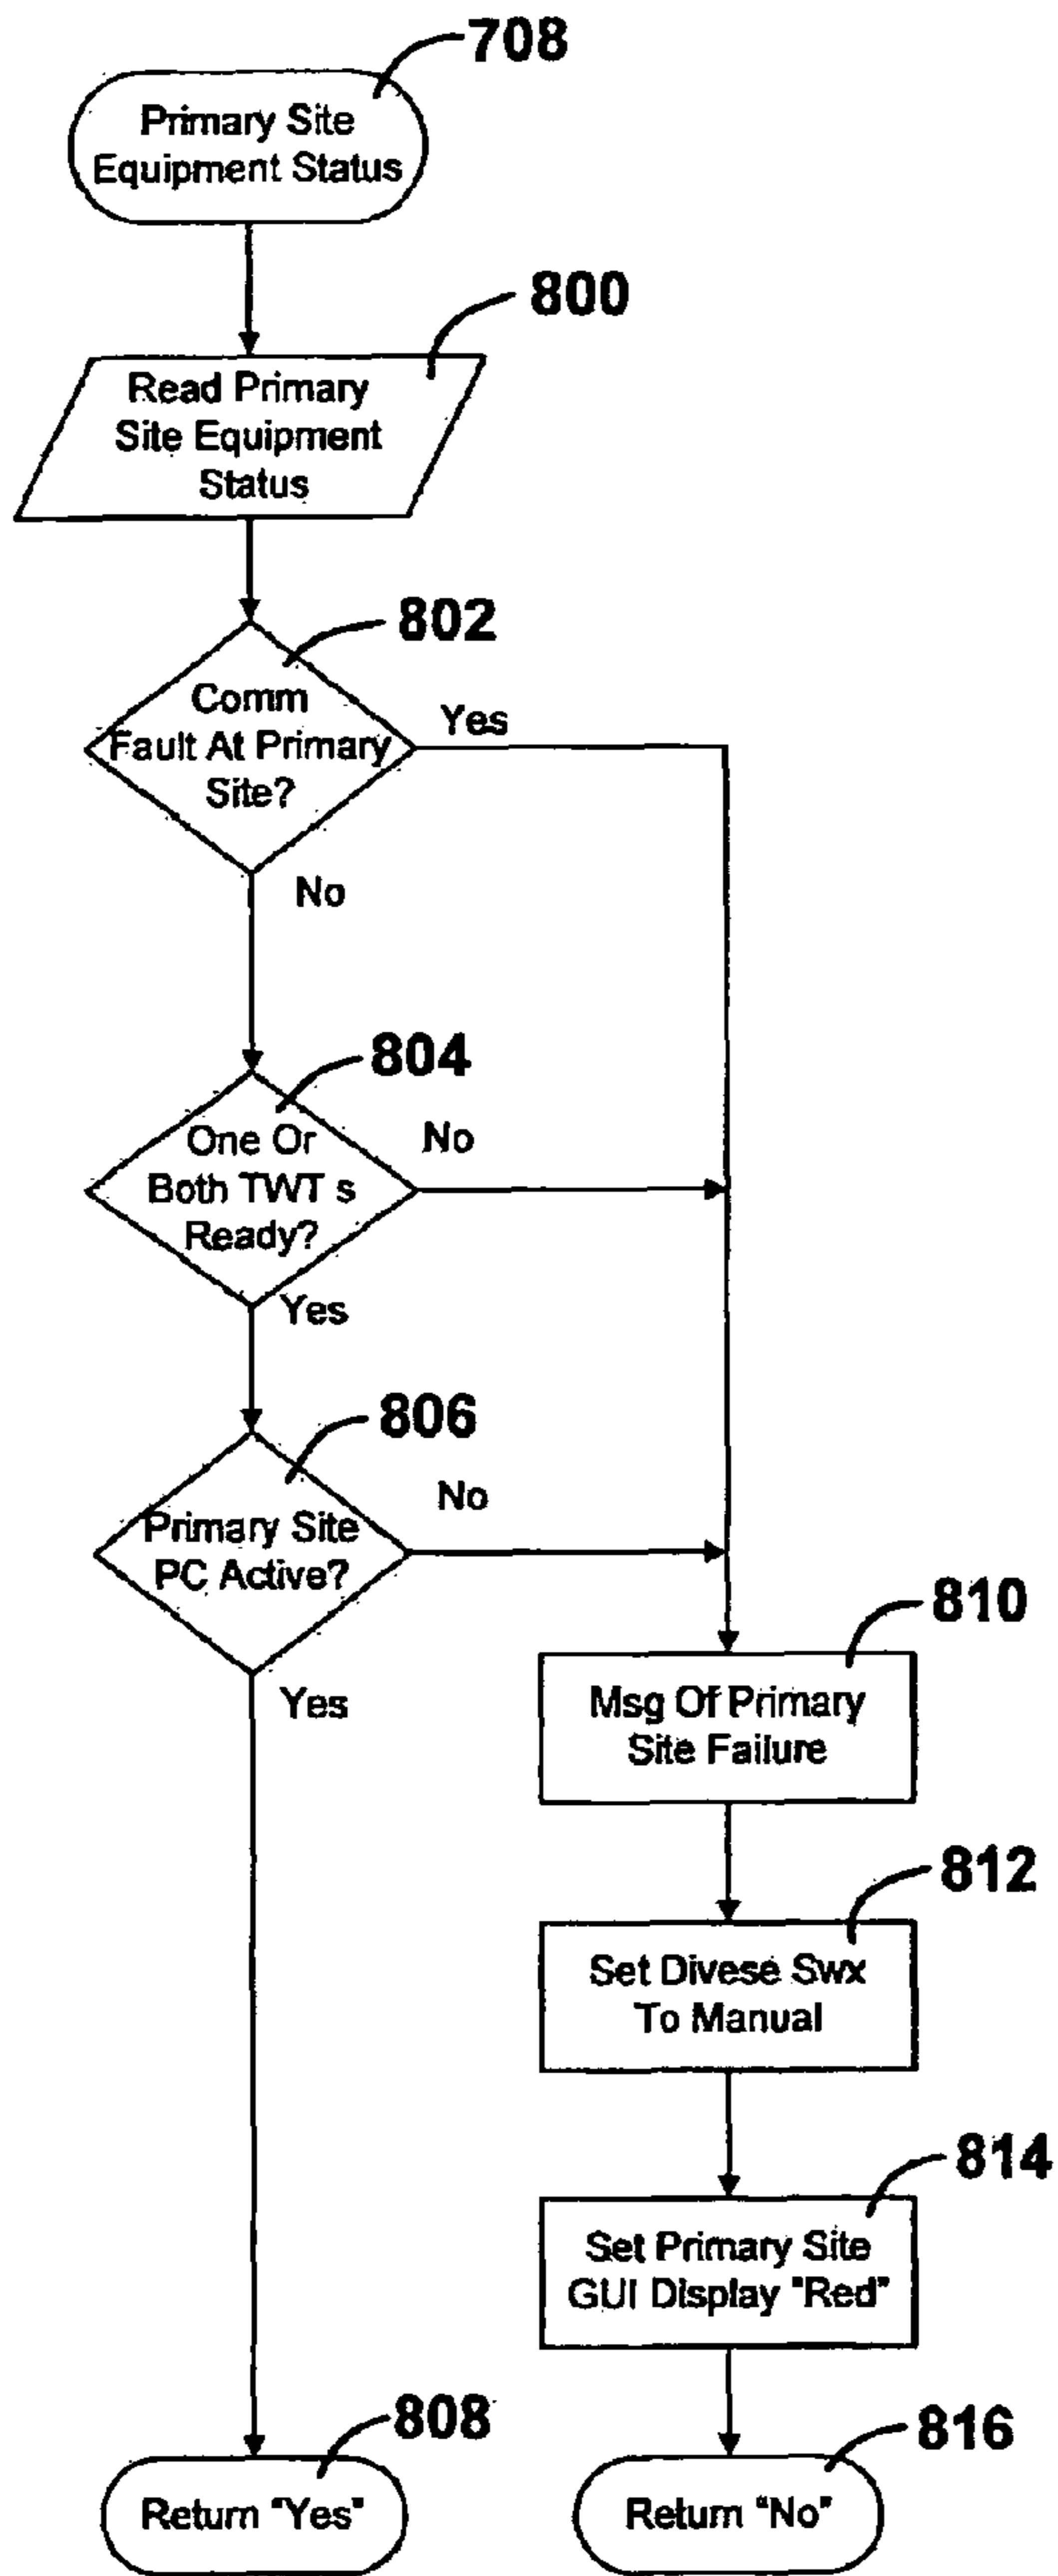 708
Primary Site
Equipment Status
800
Read Primary
Site Equipment
Status
802
Comm
Fault At Primary
Site?
Yes
No
804
One Or
Both TWT s
Ready?
No
Yes
806
Primary Site
PC Active?
No
Yes
810
Msg Of Primary
Site Failure
812
Set Divese Swx
To Manual
814
Set Primary Site
GUI Display "Red"
808
Return "Yes"
816
Return "No"